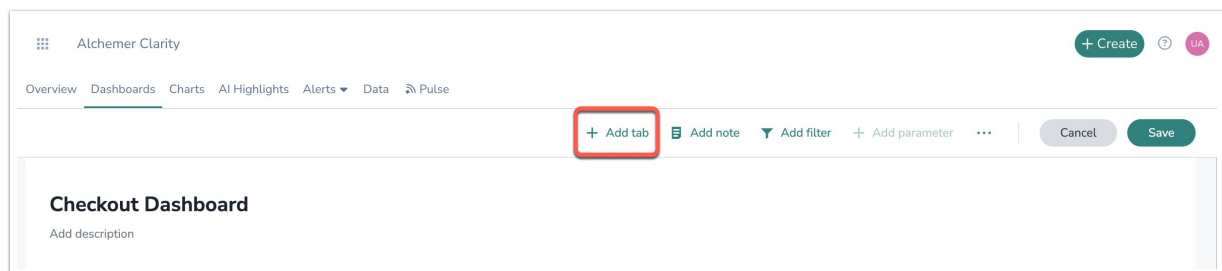 Alchemer Clarity
+ Create
?
UA
Overview Dashboards Charts AI Highlights Alerts Data Pulse
+ Add tab Add note Add filter + Add parameter ... Cancel Save
Checkout Dashboard
Add description